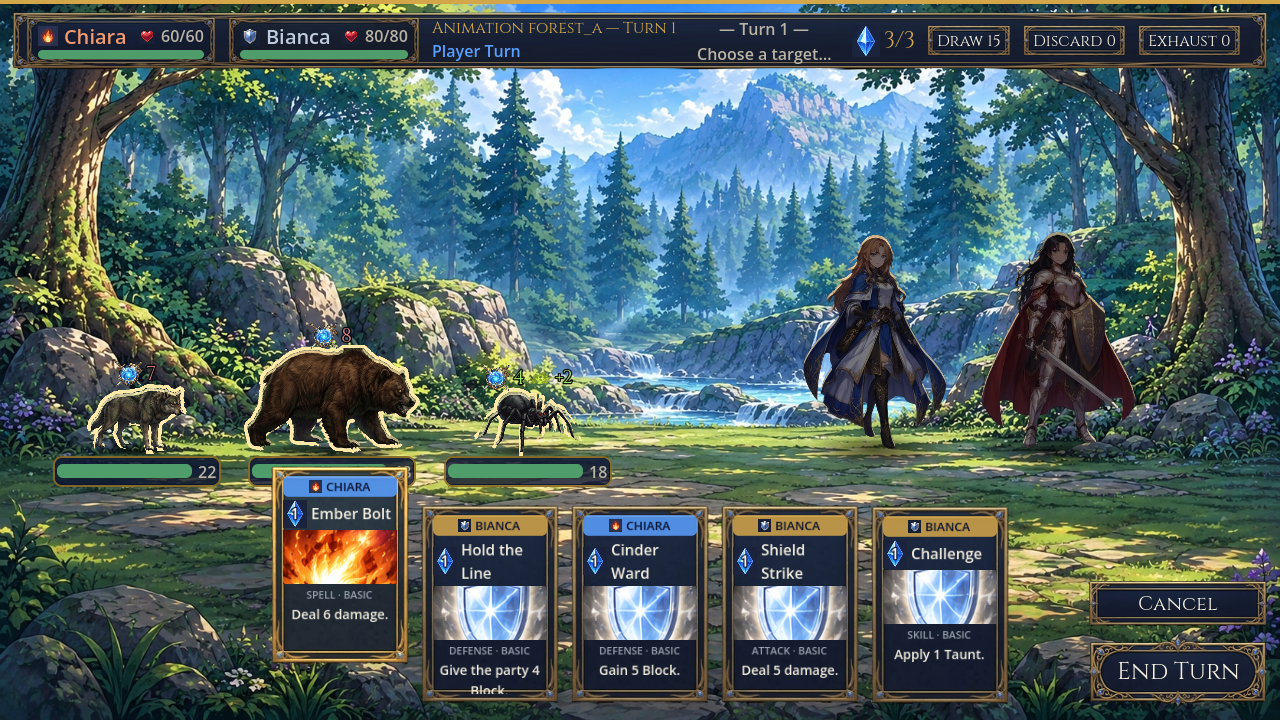 Chiara 60/60
Bianca 80/80
Animation forest_a — Turn 1
Player Turn
— Turn 1 —
Choose a target...
3/3
Draw 15
Discard 0
Exhaust 0
7
8
4 +2
22
18
CHIARA
1 Ember Bolt
SPELL · BASIC
Deal 6 damage.
BIANCA
1 Hold the
Line
DEFENSE · BASIC
Give the party 4
Block.
CHIARA
1 Cinder
Ward
DEFENSE · BASIC
Gain 5 Block.
BIANCA
1 Shield
Strike
ATTACK · BASIC
Deal 5 damage.
BIANCA
1 Challenge
SKILL · BASIC
Apply 1 Taunt.
Cancel
End Turn